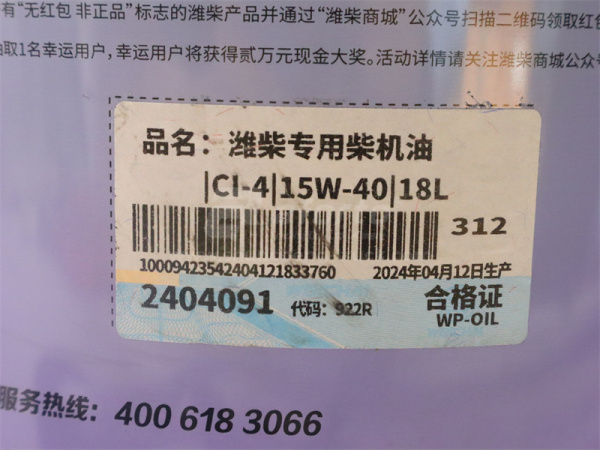 有“无红包 非正品”标志的潍柴产品并通过“潍柴商城”公众号扫描二维码领取红包
抽取1名幸运用户，幸运用户将获得贰万元现金大奖。活动详情请关注潍柴商城公众号
品名：潍柴专用柴机油
|CI-4|15W-40|18L
312
10009423542404121833760
2024年04月12日生产
2404091 代码：922R 合格证
WP-OIL
服务热线：400 618 3066